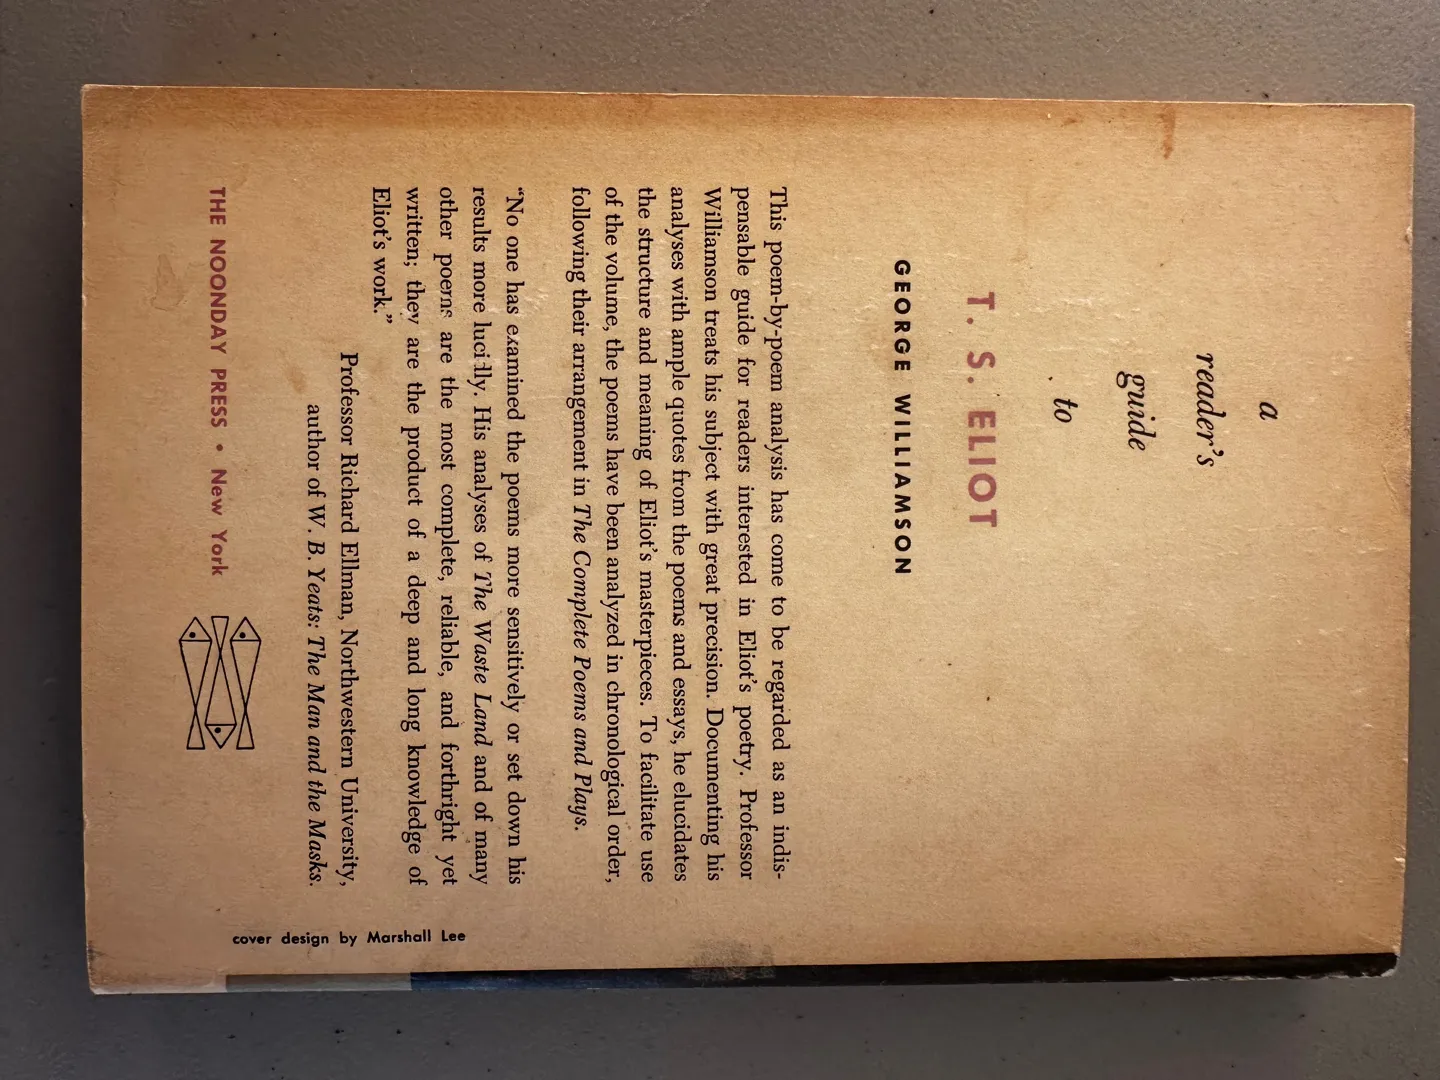 a
reader's
guide
to
T. S. ELIOT
GEORGE WILLIAMSON
This poem-by-poem analysis has come to be regarded as an indis-
pensable guide for readers interested in Eliot's poetry. Professor
Williamson treats his subject with great precision. Documenting his
analyses with ample quotes from the poems and essays, he elucidates
the structure and meaning of Eliot's masterpieces. To facilitate use
of the volume, the poems have been analyzed in chronological order,
following their arrangement in The Complete Poems and Plays.
"No one has examined the poems more sensitively or set down his
results more lucidly. His analyses of The Waste Land and of many
other poems are the most complete, reliable, and forthright yet
written; they are the product of a deep and long knowledge of
Eliot's work."
Professor Richard Ellman, Northwestern University,
author of W. B. Yeats: The Man and the Masks.
THE NOONDAY PRESS • New York
cover design by Marshall Lee